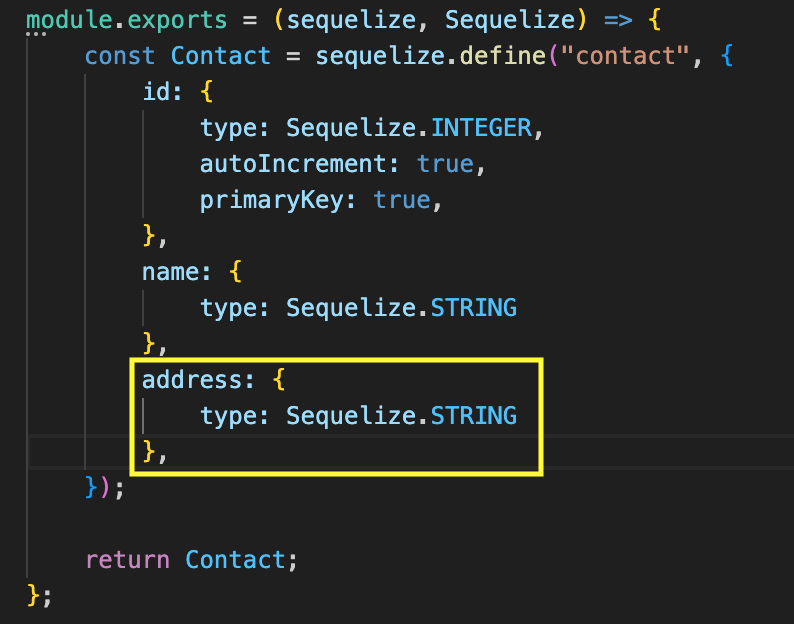 module.exports = (sequelize, Sequelize) => {
    const Contact = sequelize.define("contact", {
        id: {
            type: Sequelize.INTEGER,
            autoIncrement: true,
            primaryKey: true,
        },
        name: {
            type: Sequelize.STRING
        },
        address: {
            type: Sequelize.STRING
        },
    });

    return Contact;
};